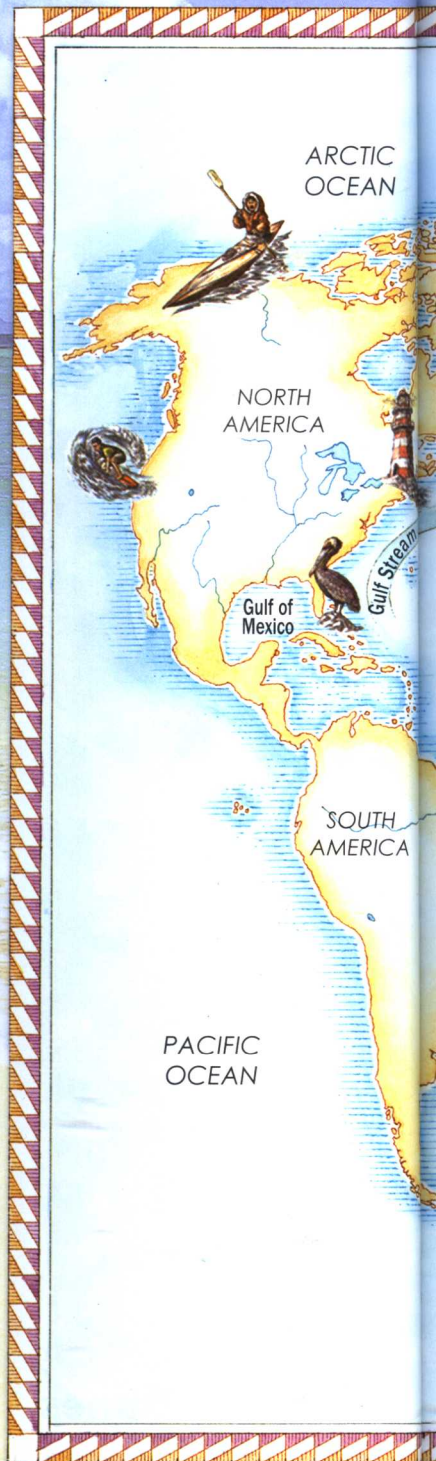 ARCTIC
OCEAN
NORTH
AMERICA
Gulf Stream
Gulf of
Mexico
SOUTH
AMERICA
PACIFIC
OCEAN